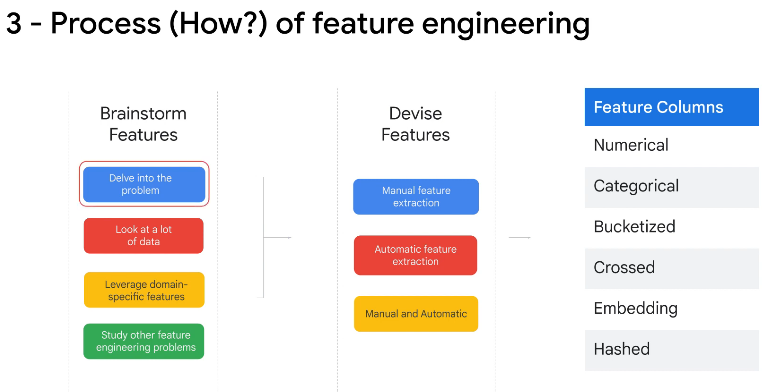 3 - Process (How?) of feature engineering
Brainstorm
Features
Delve into the
problem
Look at a lot
of data
Leverage domain-
specific features
Study other feature
engineering problems
Devise
Features
Manual feature
extraction
Automatic feature
extraction
Manual and Automatic
Feature Columns
Numerical
Categorical
Bucketized
Crossed
Embedding
Hashed